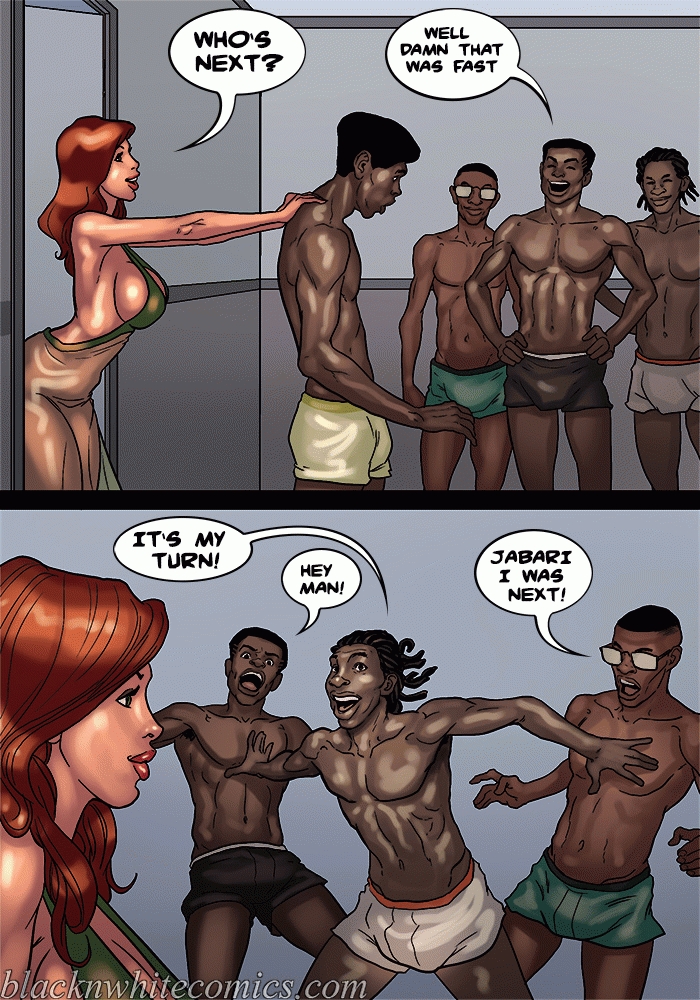 WHO'S
NEXT?
WELL
DAMN THAT
WAS FAST
IT'S MY
TURN!
HEY
MAN!
JABARI
I WAS
NEXT!
blacknwhitecomics.com